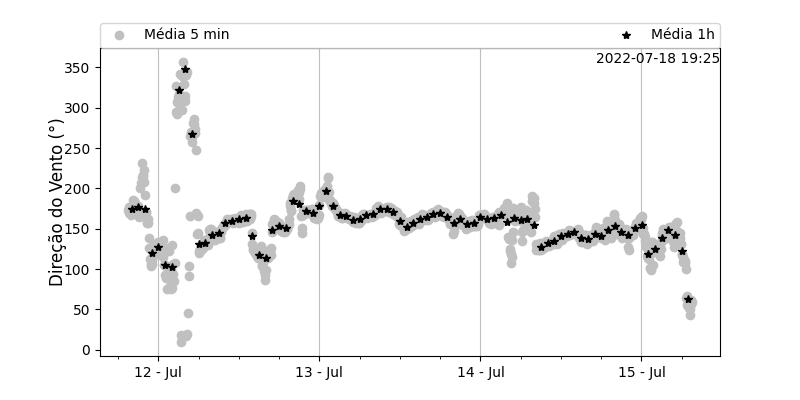 Média 5 min
Média 1h
2022-07-18 19:25
Direção do Vento (°)
350
300
250
200
150
100
50
0
12 - Jul
13 - Jul
14 - Jul
15 - Jul